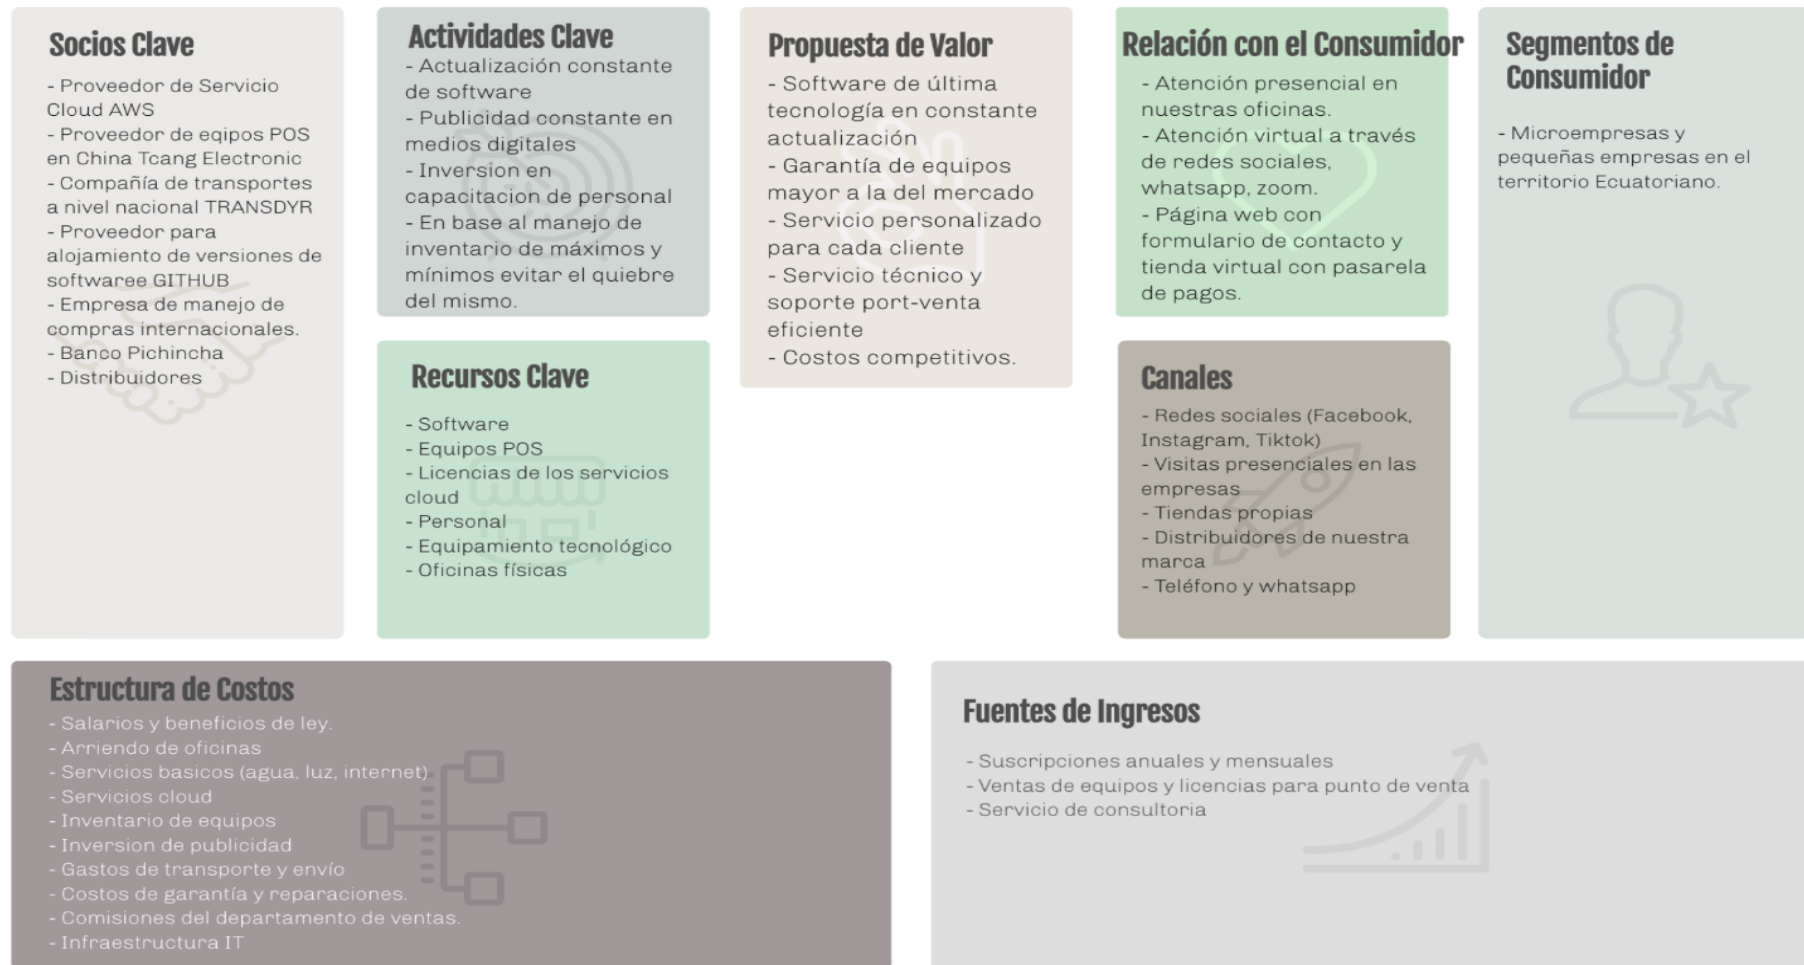 Socios Clave
- Proveedor de Servicio
Cloud AWS
- Proveedor de eqipos POS
en China Tcang Electronic
- Compañía de transportes
a nivel nacional TRANSDYR
- Proveedor para
alojamiento de versiones de
softwaree GITHUB
- Empresa de manejo de
compras internacionales.
- Banco Pichincha
- Distribuidores
Actividades Clave
- Actualización constante
de software
- Publicidad constante en
medios digitales
- Inversion en
capacitacion de personal
- En base al manejo de
inventario de máximos y
mínimos evitar el quiebre
del mismo.
Recursos Clave
- Software
- Equipos POS
- Licencias de los servicios
cloud
- Personal
- Equipamiento tecnológico
- Oficinas físicas
Propuesta de Valor
- Software de última
tecnología en constante
actualización
- Garantía de equipos
mayor a la del mercado
- Servicio personalizado
para cada cliente
- Servicio técnico y
soporte port-venta
eficiente
- Costos competitivos.
Relación con el Consumidor
- Atención presencial en
nuestras oficinas.
- Atención virtual a través
de redes sociales,
whatsapp, zoom.
- Página web con
formulario de contacto y
tienda virtual con pasarela
de pagos.
Canales
- Redes sociales (Facebook,
Instagram, Tiktok)
- Visitas presenciales en las
empresas
- Tiendas propias
- Distribuidores de nuestra
marca
- Teléfono y whatsapp
Segmentos de
Consumidor
- Microempresas y
pequeñas empresas en el
territorio Ecuatoriano.
Estructura de Costos
- Salarios y beneficios de ley.
- Arriendo de oficinas
- Servicios basicos (agua, luz, internet)
- Servicios cloud
- Inventario de equipos
- Inversion de publicidad
- Gastos de transporte y envío
- Costos de garantía y reparaciones.
- Comisiones del departamento de ventas.
- Infraestructura IT
Fuentes de Ingresos
- Suscripciones anuales y mensuales
- Ventas de equipos y licencias para punto de venta
- Servicio de consultoria